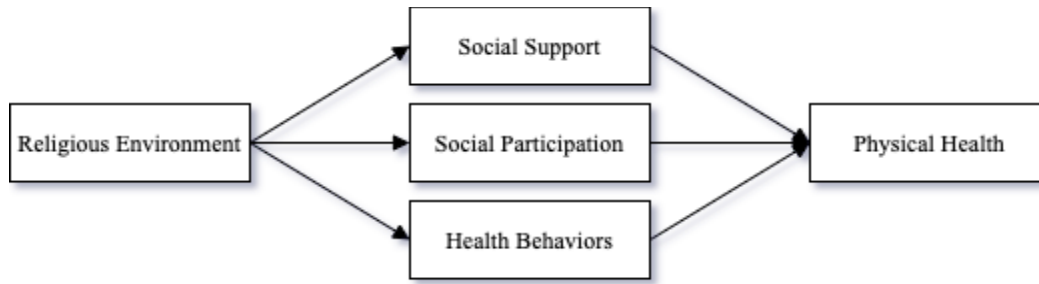 Social Support
Religious Environment
Social Participation
Physical Health
Health Behaviors